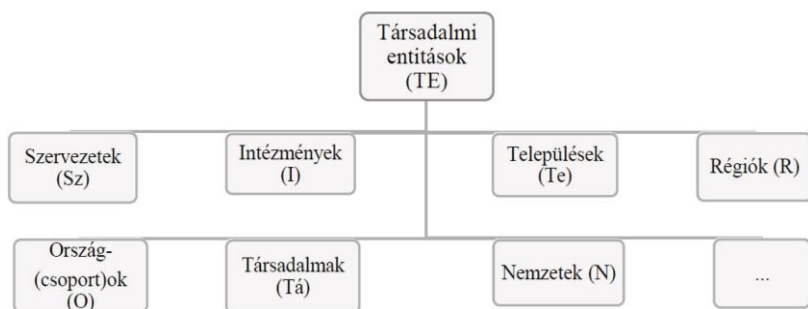 Társadalmi
entitások
(TE)
Szervezetek
(Sz)
Intézmények
(I)
Települések
(Te)
Régiók (R)
Ország-
(csoport)ok
(O)
Társadalmak
(Tá)
Nemzetek (N)
...